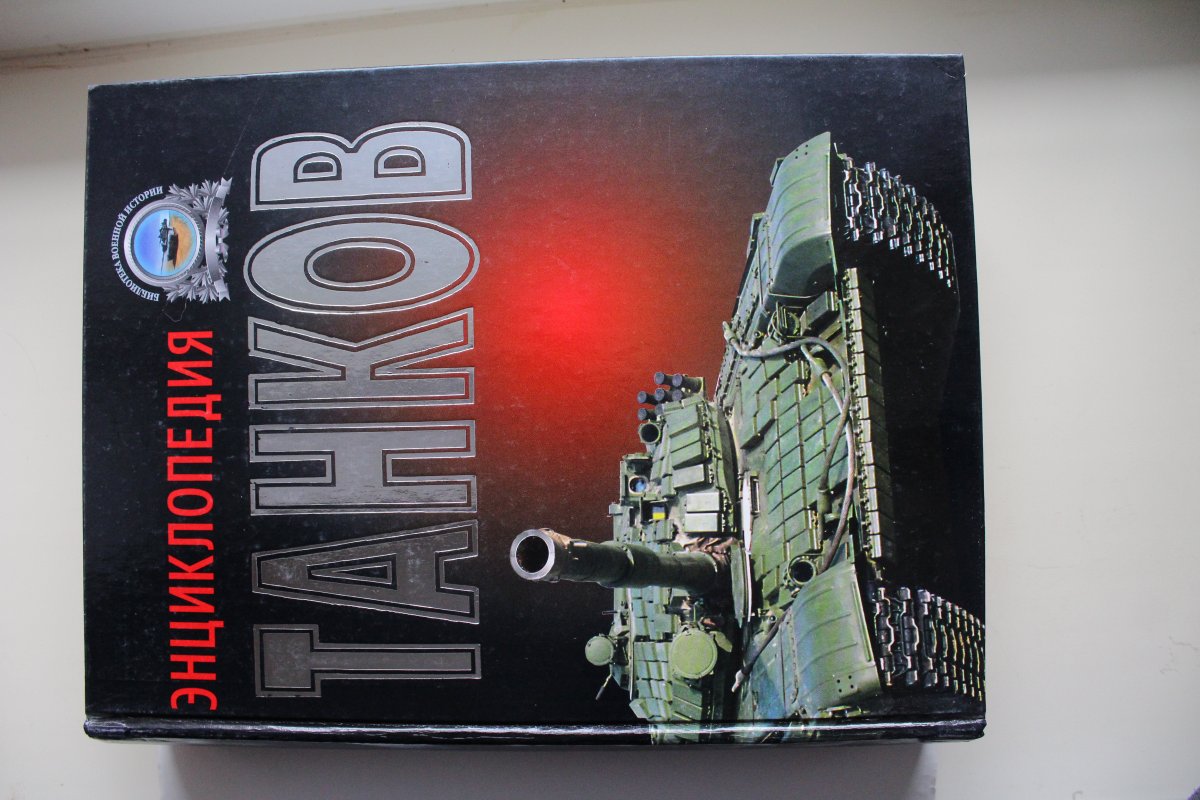 БИБЛИОТЕКА ВОЕННОЙ ИСТОРИИ
ЭНЦИКЛОПЕДИЯ
ТАНКОВ